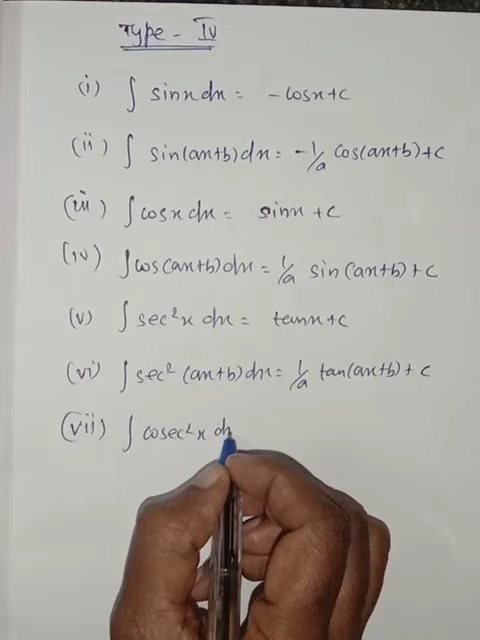 Type - IV
(i) ∫ sinx dx = -cosx+c
(ii) ∫ sin(ax+b)dx = -1/a cos(ax+b)+c
(iii) ∫cosx dx = sinx +c
(iv) ∫cos(ax+b)dx = 1/a sin(ax+b)+c
(v) ∫ sec²x dx = tanx+c
(vi) ∫ sec² (ax+b)dx = 1/a tan(ax+b)+c
(vii) ∫ cosec²x dx